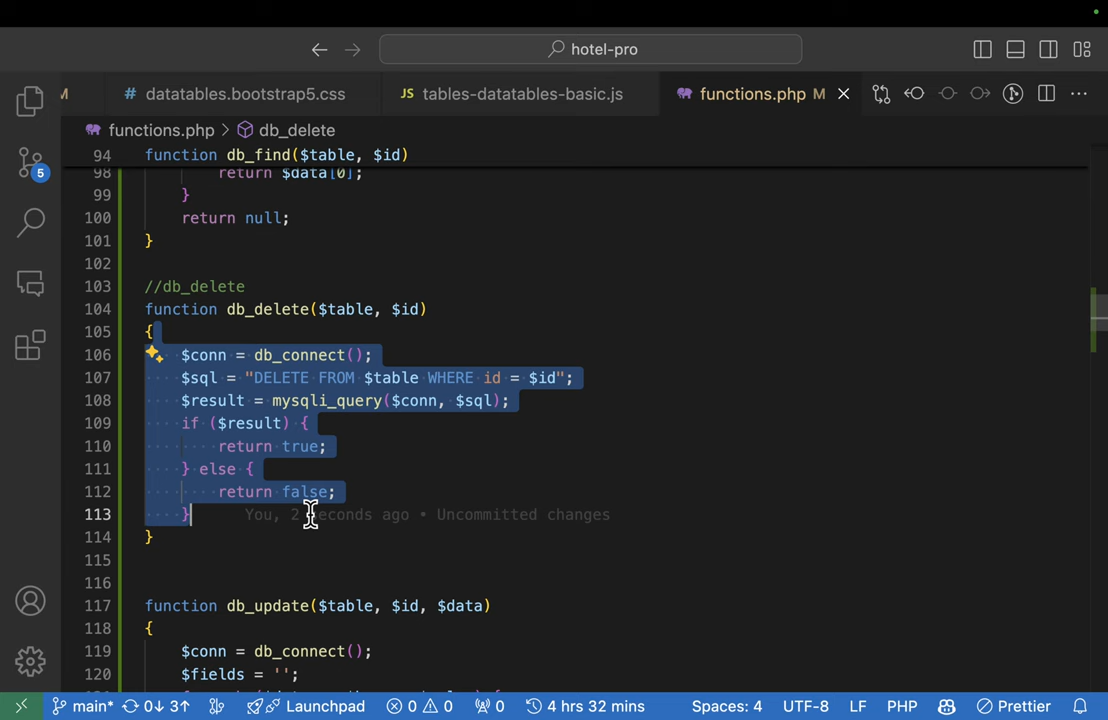 hotel-pro
M # datatables.bootstrap5.css JS tables-datatables-basic.js functions.php M
functions.php > db_delete
94 function db_find($table, $id)
98 return $data[0];
99 }
100 return null;
101 }
102
103 //db_delete
104 function db_delete($table, $id)
105 {
106 $conn = db_connect();
107 $sql = "DELETE FROM $table WHERE id = $id";
108 $result = mysqli_query($conn, $sql);
109 if ($result) {
110 return true;
111 } else {
112 return false;
113 } You, 2 seconds ago • Uncommitted changes
114 }
115
116
117 function db_update($table, $id, $data)
118 {
119 $conn = db_connect();
120 $fields = '';
5
main* 0↓ 3↑ Launchpad 0 0 0 4 hrs 32 mins Spaces: 4 UTF-8 LF PHP Prettier